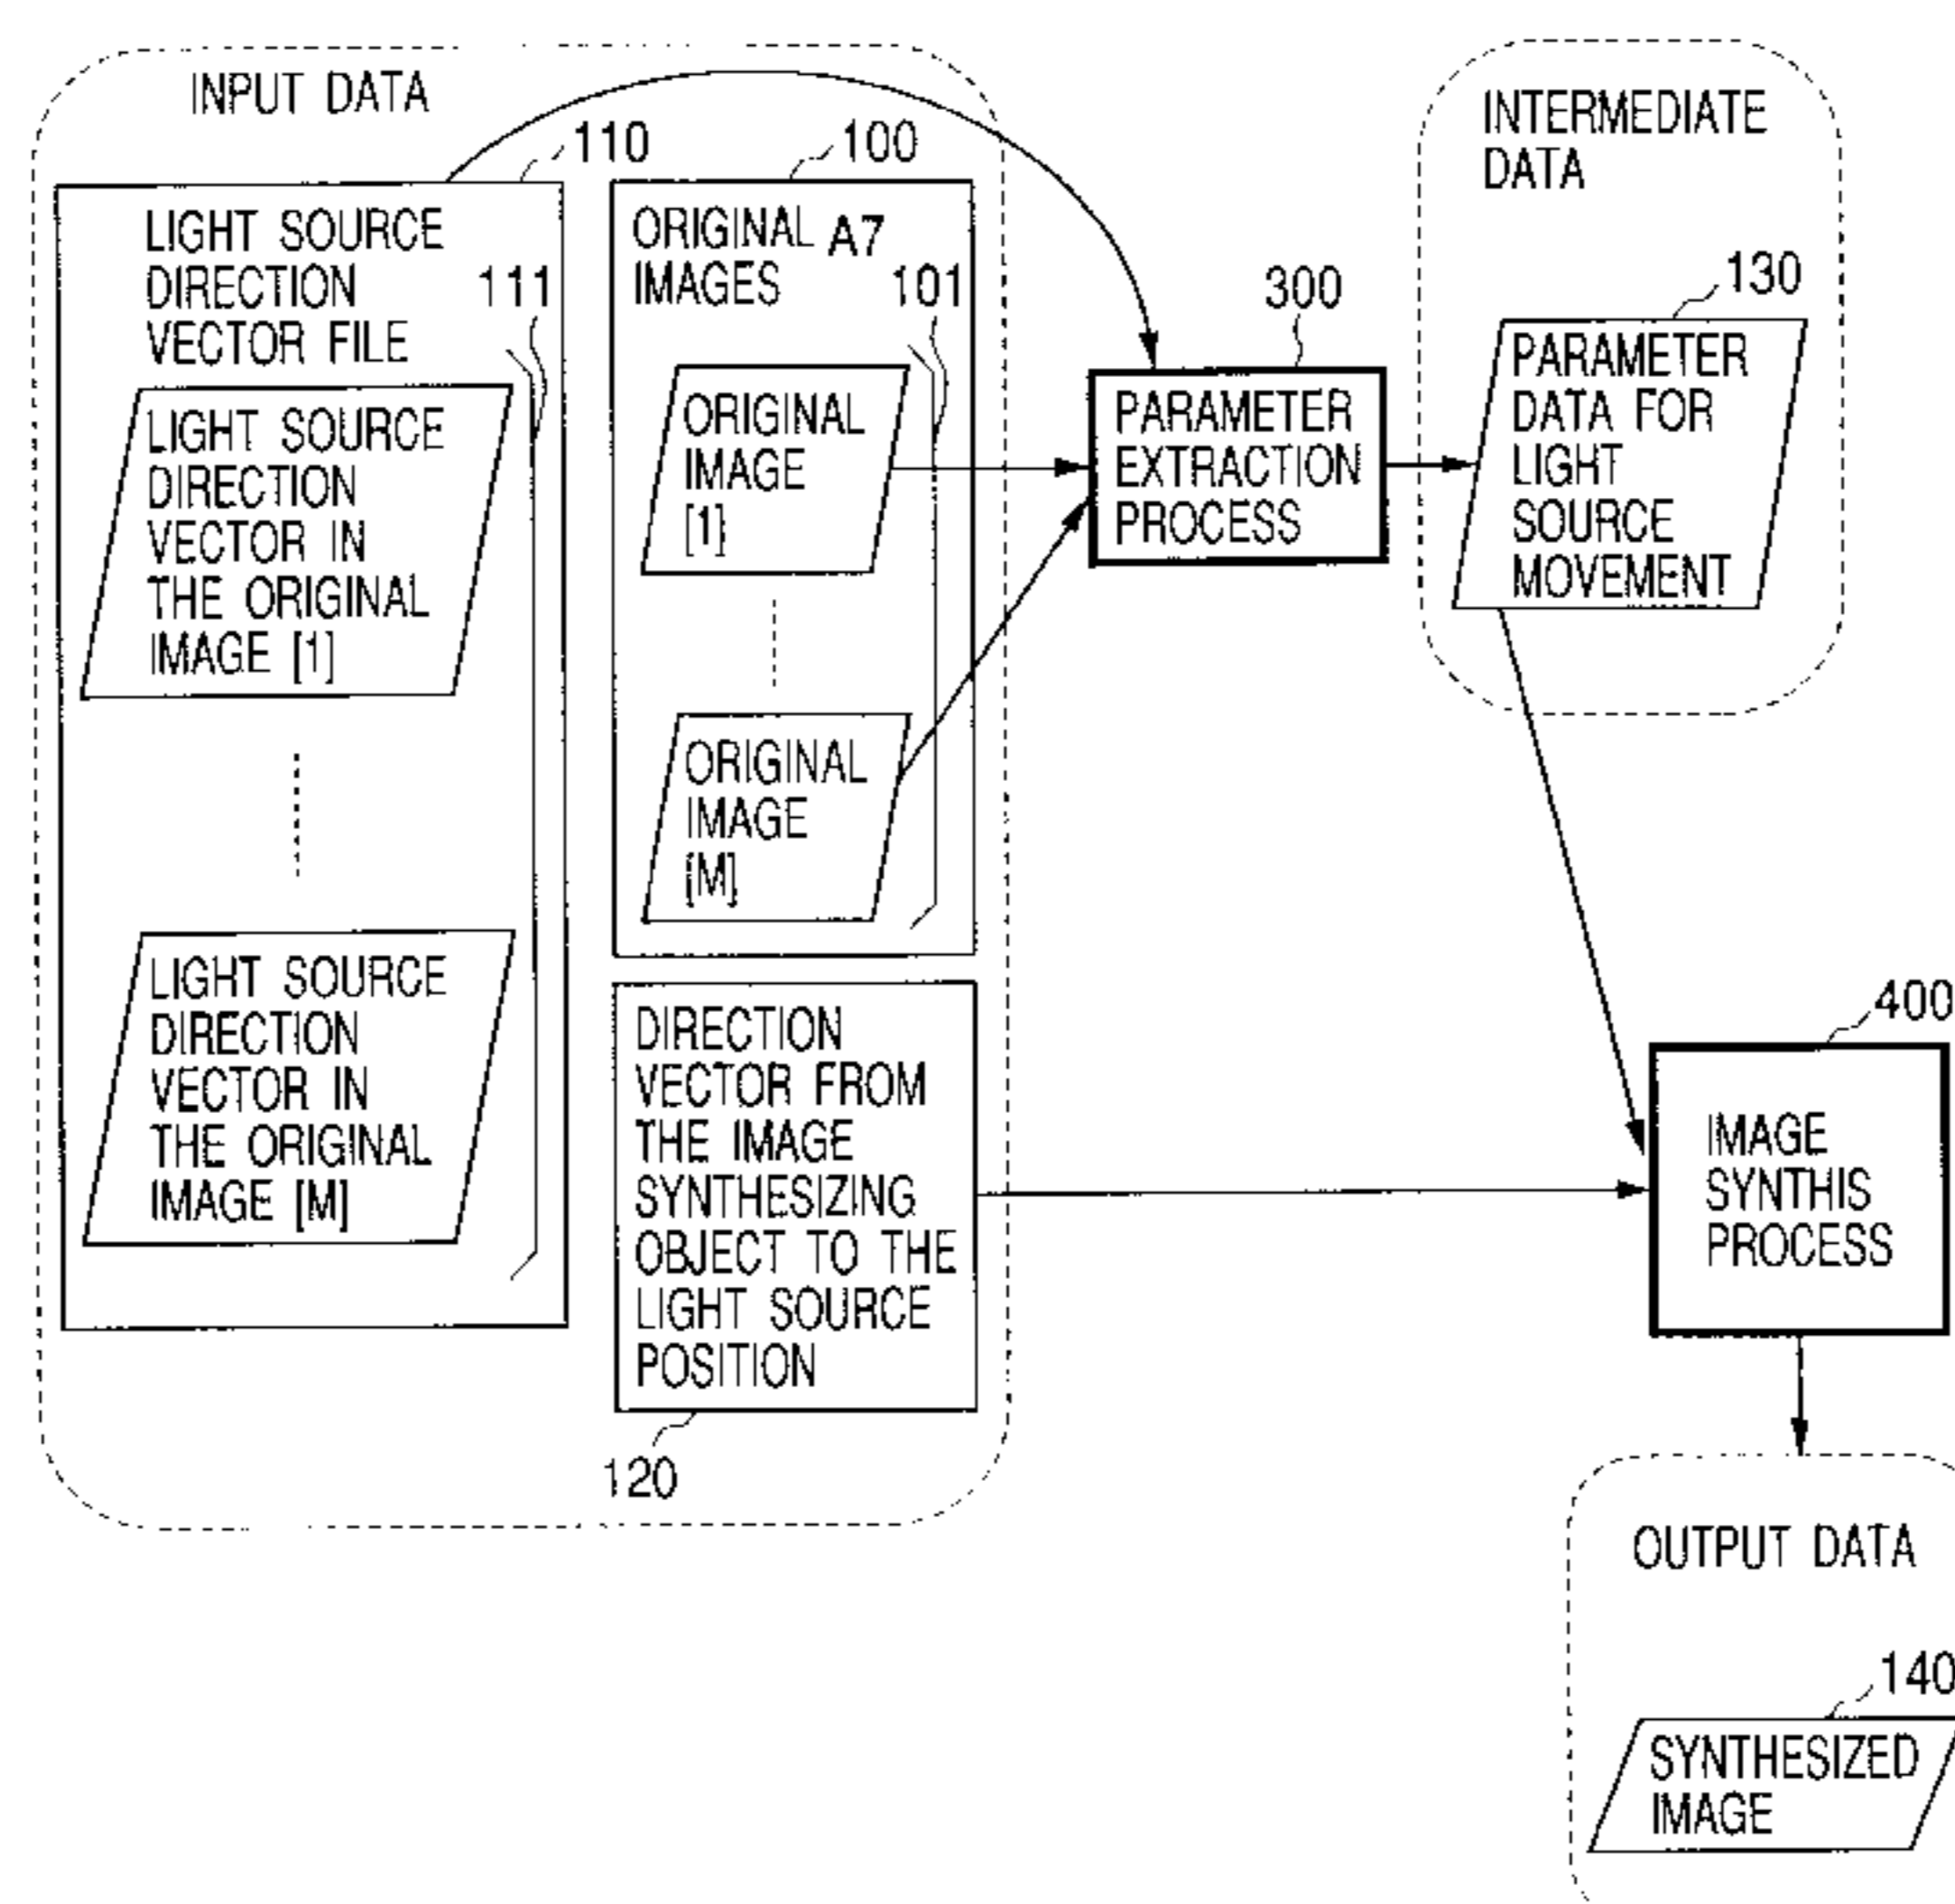 INPUT DATA
110
100
LIGHT SOURCE
DIRECTION
VECTOR FILE
111
LIGHT SOURCE
DIRECTION
VECTOR IN
THE ORIGINAL
IMAGE [1]
LIGHT SOURCE
DIRECTION
VECTOR IN
THE ORIGINAL
IMAGE [M]
ORIGINAL A7
IMAGES
101
ORIGINAL
IMAGE
[1]
ORIGINAL
IMAGE
[M]
DIRECTION
VECTOR FROM
THE IMAGE
SYNTHESIZING
OBJECT TO THE
LIGHT SOURCE
POSITION
120
300
PARAMETER
EXTRACTION
PROCESS
INTERMEDIATE
DATA
130
PARAMETER
DATA FOR
LIGHT
SOURCE
MOVEMENT
400
IMAGE
SYNTHIS
PROCESS
OUTPUT DATA
140
SYNTHESIZED
IMAGE